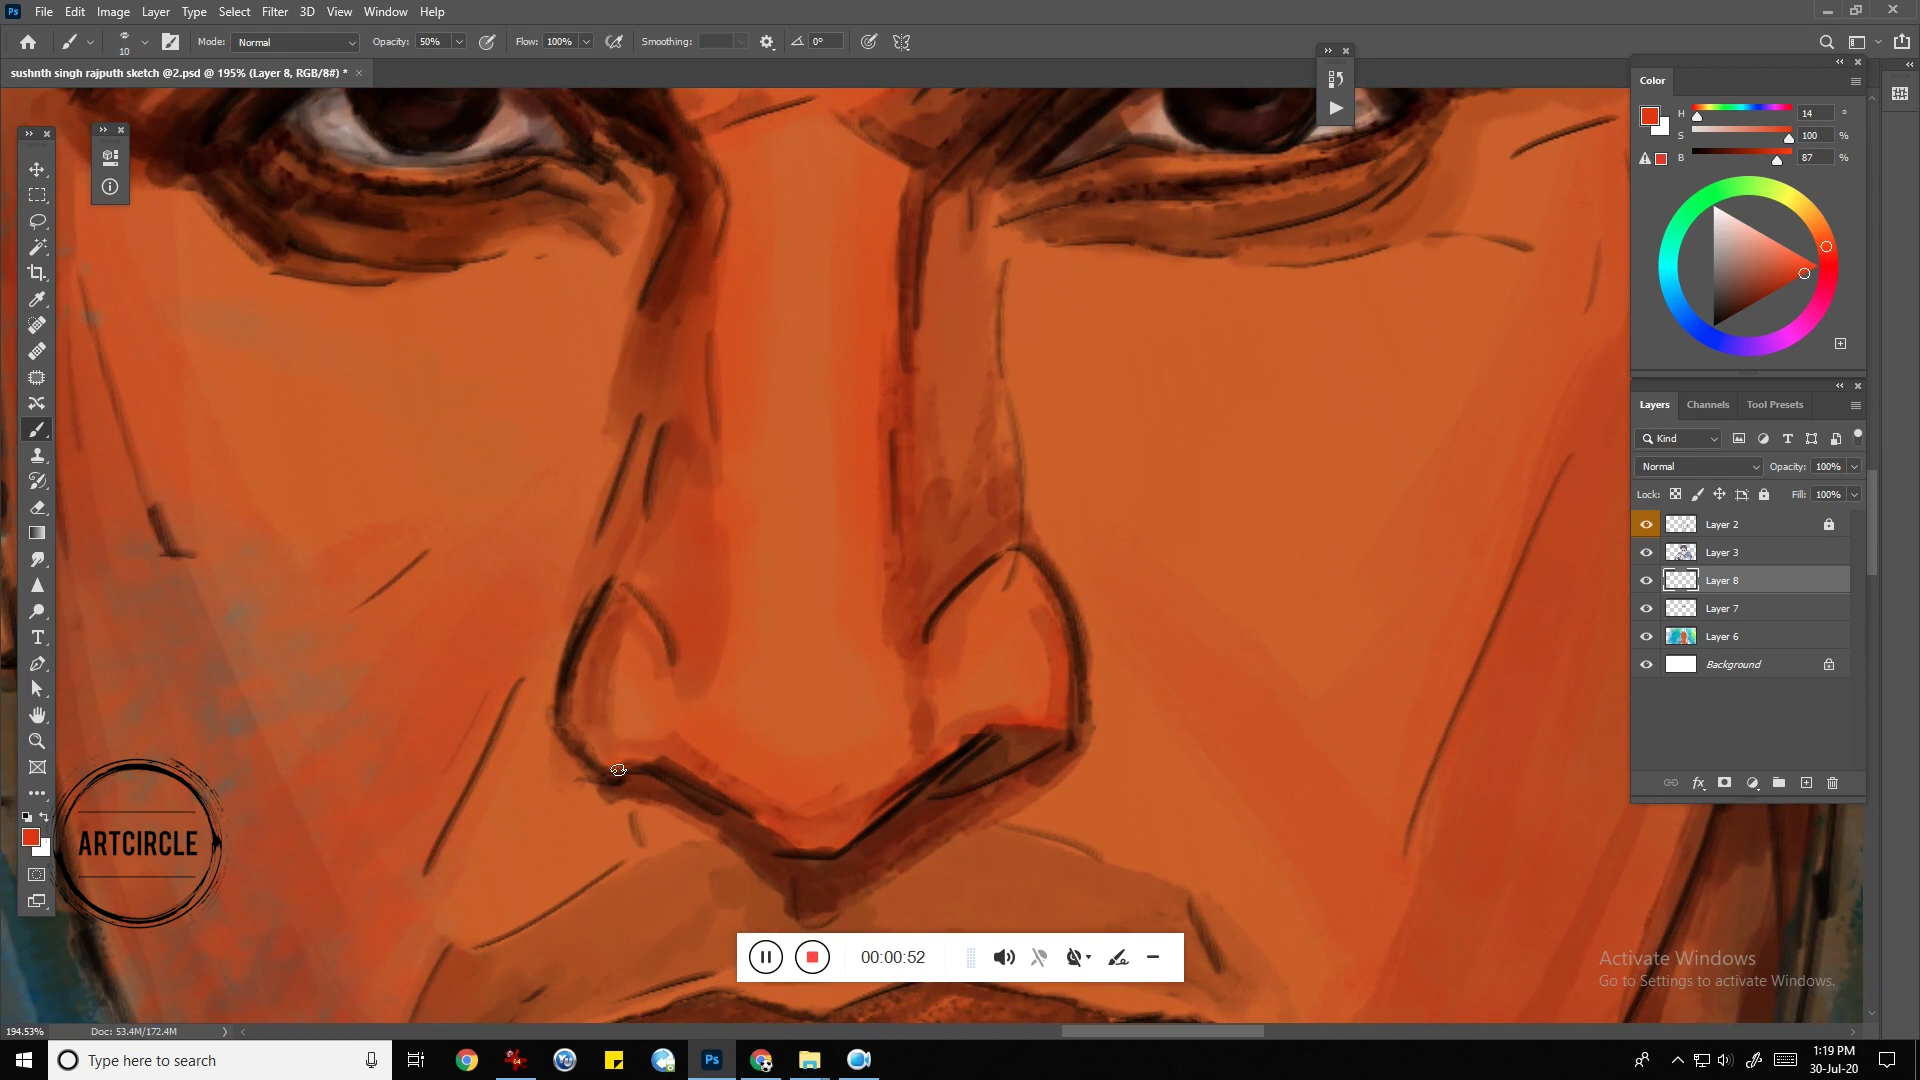 Ps File Edit Image Layer Type Select Filter 3D View Window Help
10 Mode: Normal Opacity: 50% Flow: 100% Smoothing: 0°
sushnth singh rajputh sketch @2.psd @ 195% (Layer 8, RGB/8#) * ×
Color
H 14 °
S 100 %
B 87 %
Layers Channels Tool Presets
Kind
Normal Opacity: 100%
Lock: Fill: 100%
Layer 2
Layer 3
Layer 8
Layer 7
Layer 6
Background
fx
ARTCIRCLE
00:00:52
Activate Windows
Go to Settings to activate Windows.
194.53% Doc: 53.4M/172.4M
Type here to search
Ps
1:19 PM
30-Jul-20